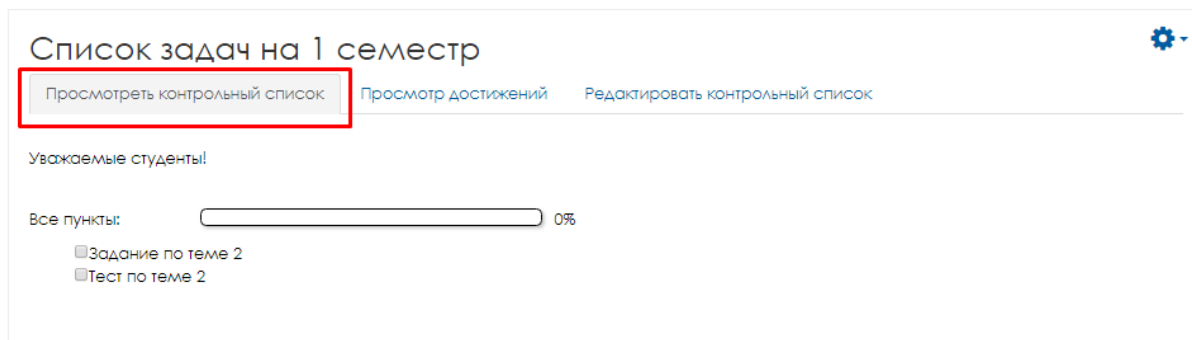 Список задач на 1 семестр
Просмотреть контрольный список Просмотр достижений Редактировать контрольный список
Уважаемые студенты!
Все пункты: 0%
Задание по теме 2
Тест по теме 2